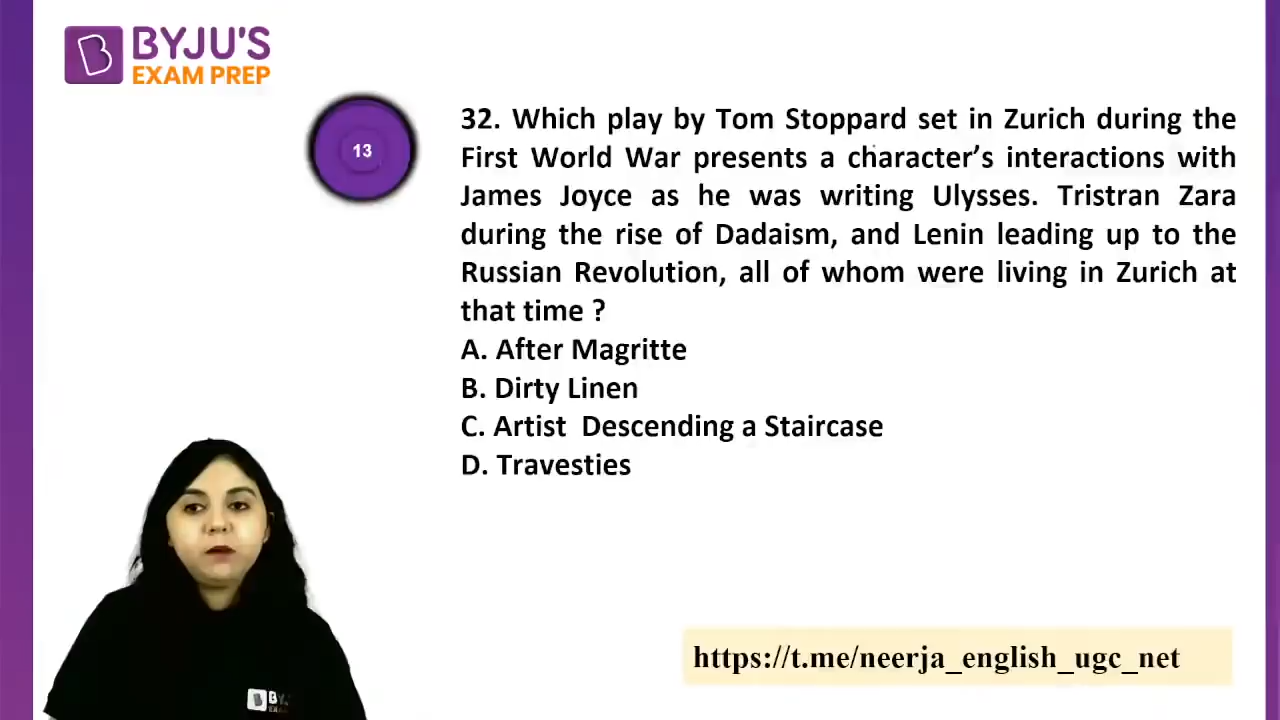 BYJU'S
EXAM PREP
13
32. Which play by Tom Stoppard set in Zurich during the
First World War presents a character's interactions with
James Joyce as he was writing Ulysses. Tristran Zara
during the rise of Dadaism, and Lenin leading up to the
Russian Revolution, all of whom were living in Zurich at
that time ?
A. After Magritte
B. Dirty Linen
C. Artist  Descending a Staircase
D. Travesties
https://t.me/neerja_english_ugc_net